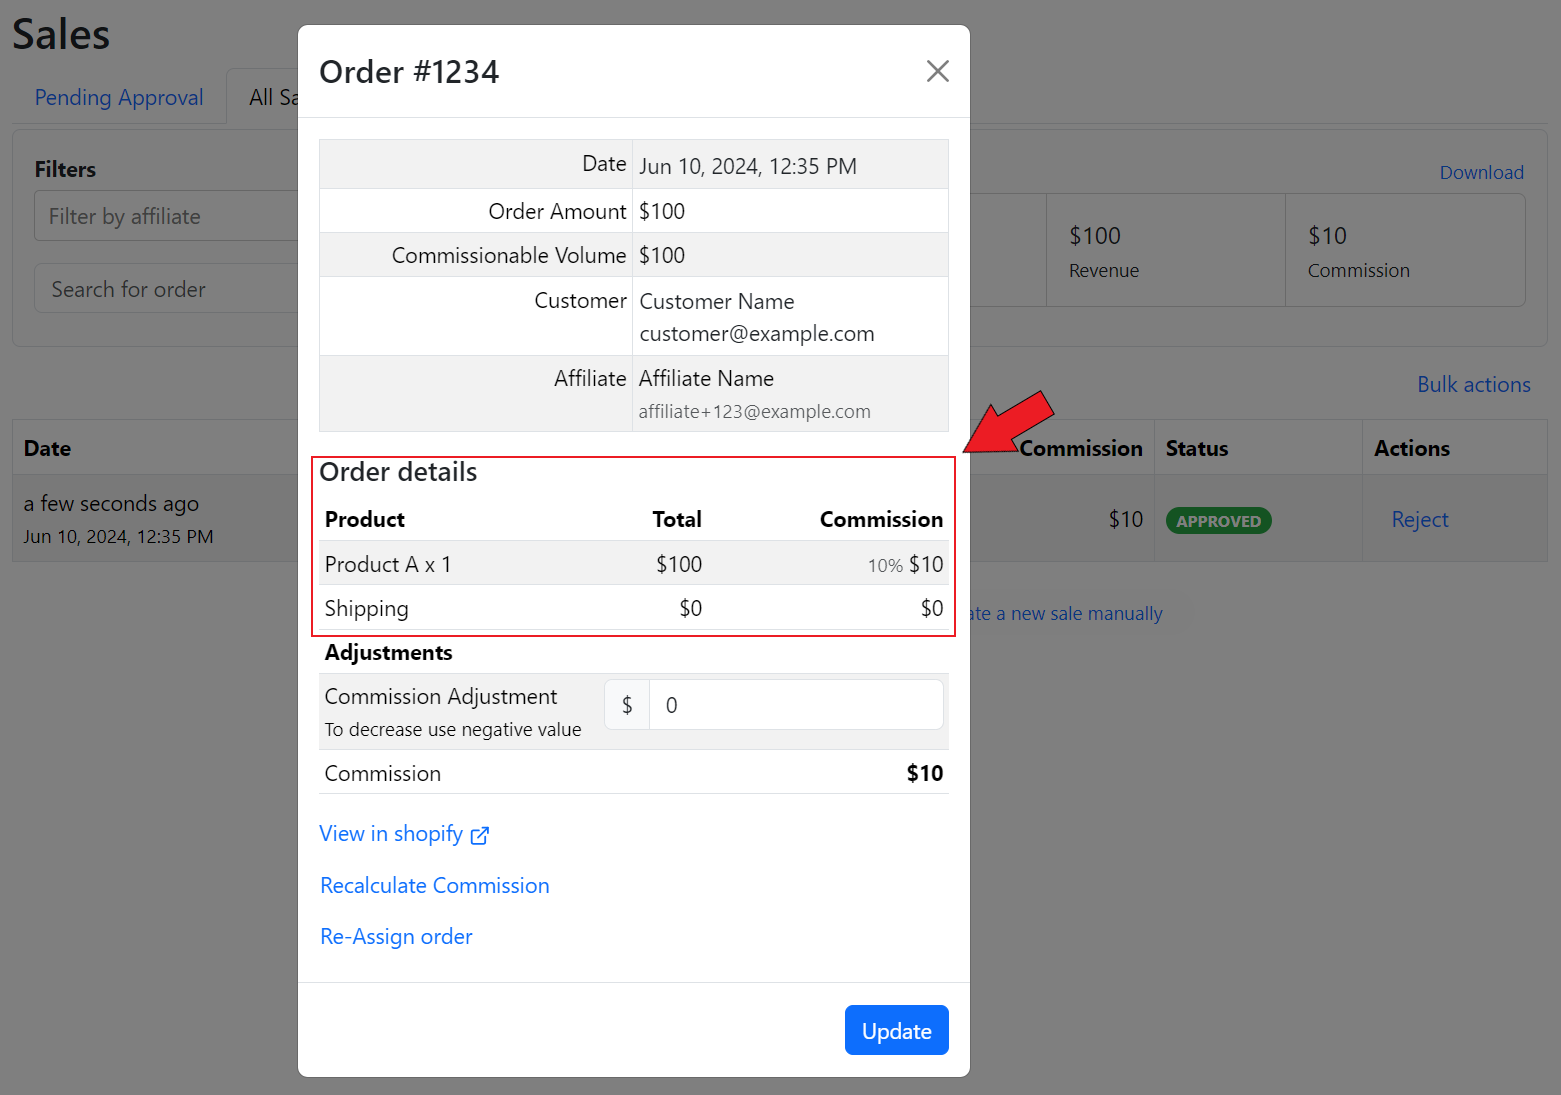 Sales
Pending Approval
All Sa
Filters
Filter by affiliate
Search for order
Download
$100
Revenue
$10
Commission
Bulk actions
Date
Commission
Status
Actions
a few seconds ago
Jun 10, 2024, 12:35 PM
$10
APPROVED
Reject
ate a new sale manually
Order #1234
Date
Jun 10, 2024, 12:35 PM
Order Amount
$100
Commissionable Volume
$100
Customer
Customer Name
customer@example.com
Affiliate
Affiliate Name
affiliate+123@example.com
Order details
Product Total Commission
Product A x 1 $100 10% $10
Shipping $0 $0
Adjustments
Commission Adjustment
To decrease use negative value
$ 0
Commission $10
View in shopify
Recalculate Commission
Re-Assign order
Update